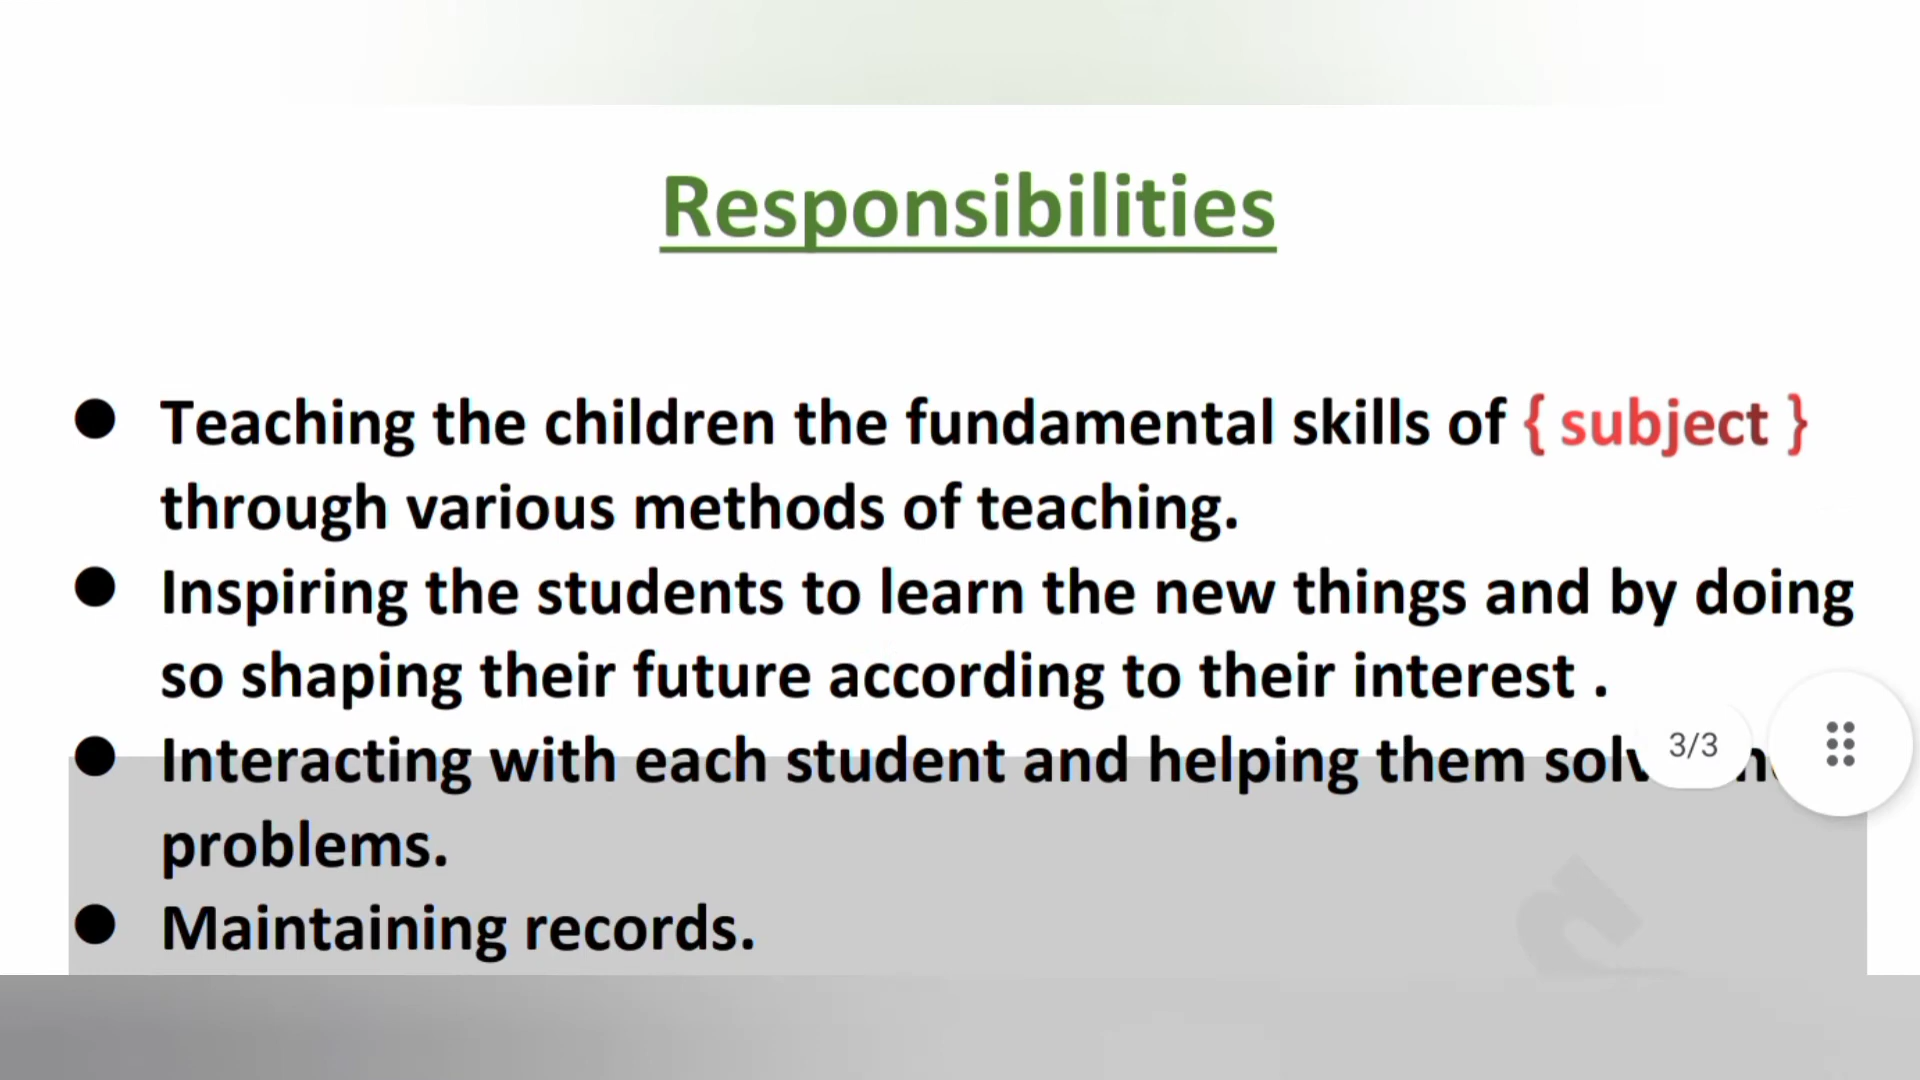 Responsibilities
● Teaching the children the fundamental skills of { subject }
through various methods of teaching.
● Inspiring the students to learn the new things and by doing
so shaping their future according to their interest .
● Interacting with each student and helping them
problems.
● Maintaining records.
3/3